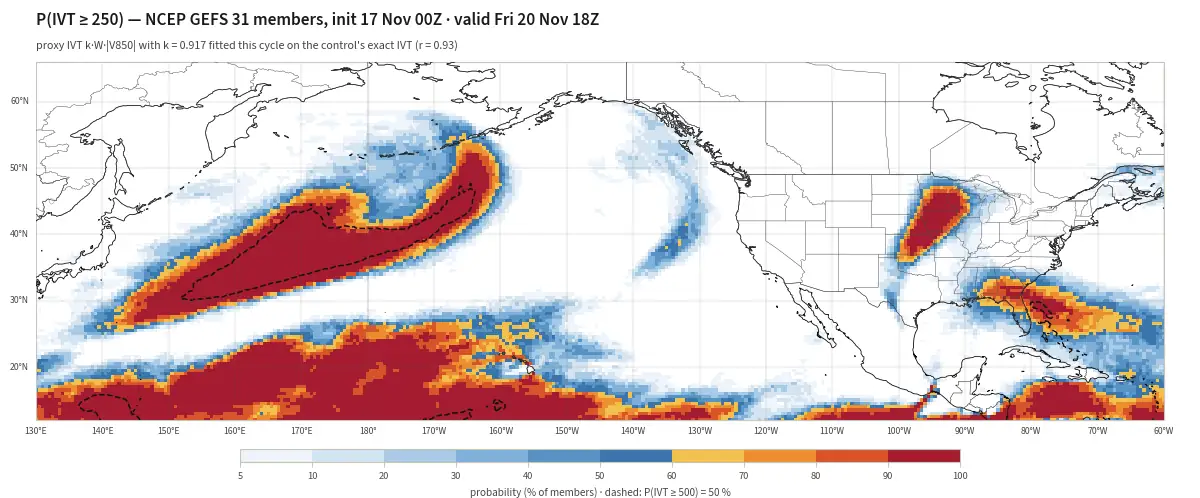 P(IVT ≥ 250) — NCEP GEFS 31 members, init 17 Nov 00Z · valid Fri 20 Nov 18Z
proxy IVT k·W·|V850| with k = 0.917 fitted this cycle on the control's exact IVT (r = 0.93)
60°N
50°N
40°N
30°N
20°N
130°E 140°E 150°E 160°E 170°E 180° 170°W 160°W 150°W 140°W 130°W 120°W 110°W 100°W 90°W 80°W 70°W 60°W
5 10 20 30 40 50 60 70 80 90 100
probability (% of members) · dashed: P(IVT ≥ 500) = 50 %